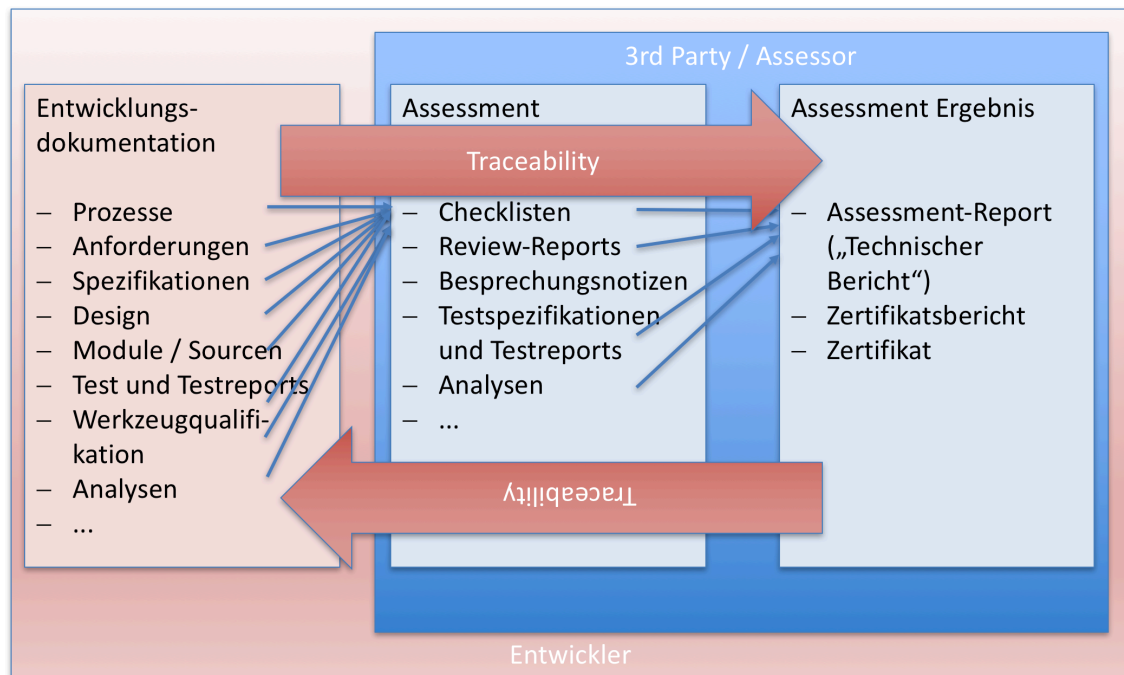 3rd Party / Assessor
Entwicklungs-
dokumentation
– Prozesse
– Anforderungen
– Spezifikationen
– Design
– Module / Sourcen
– Test und Testreports
– Werkzeugqualifi-
kation
– Analysen
– ...
Assessment
– Checklisten
– Review-Reports
– Besprechungsnotizen
– Testspezifikationen
und Testreports
– Analysen
– ...
Assessment Ergebnis
– Assessment-Report
(„Technischer
Bericht“)
– Zertifikatsbericht
– Zertifikat
Traceability
Traceability
Entwickler